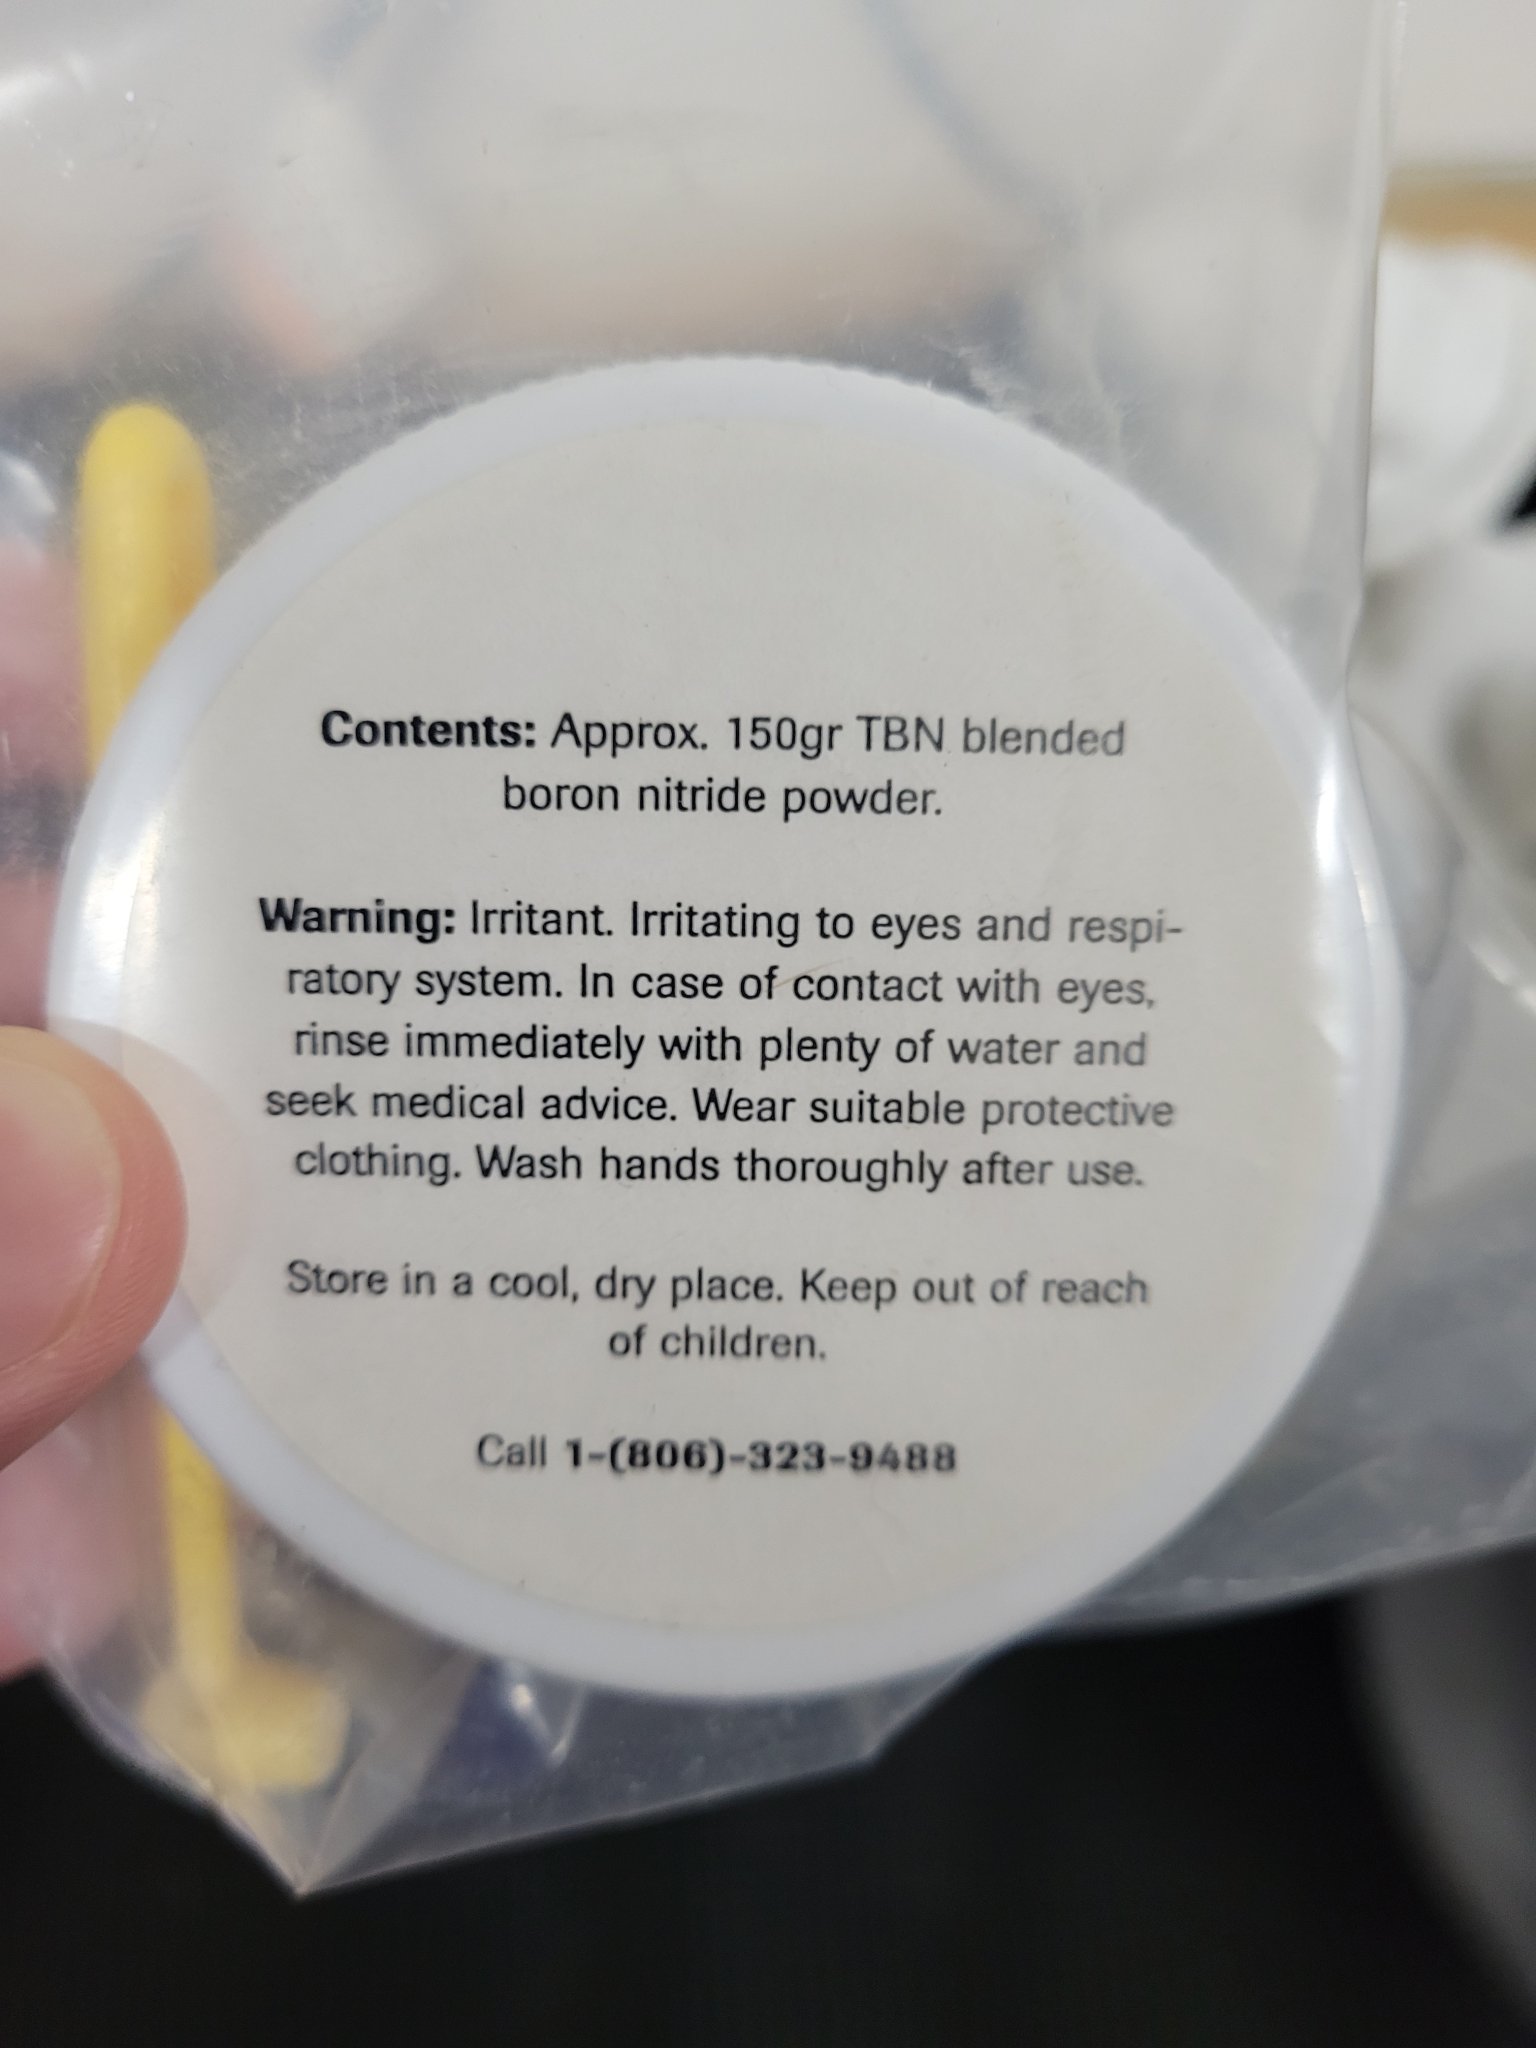 Contents: Approx. 150gr TBN blended
boron nitride powder.
Warning: Irritant. Irritating to eyes and respi-
ratory system. In case of contact with eyes,
rinse immediately with plenty of water and
seek medical advice. Wear suitable protective
clothing. Wash hands thoroughly after use.
Store in a cool, dry place. Keep out of reach
of children.
Call 1-(806)-323-9488